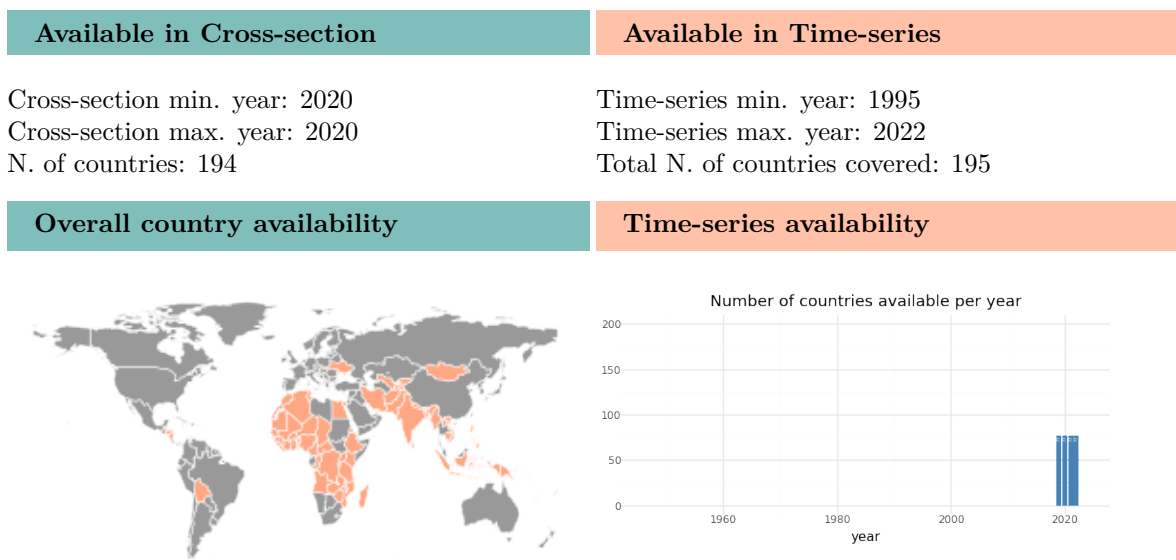 Available in Cross-section
Available in Time-series
Cross-section min. year: 2020
Cross-section max. year: 2020
N. of countries: 194
Time-series min. year: 1995
Time-series max. year: 2022
Total N. of countries covered: 195
Overall country availability
Time-series availability
Number of countries available per year
200
150
100
50
0
1960
1980
2000
2020
year